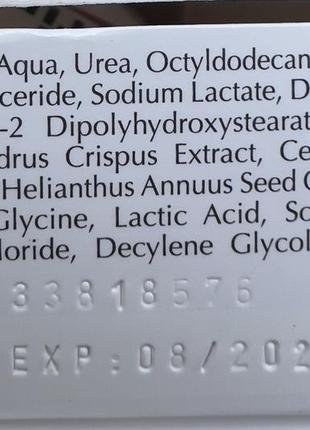 Aqua, Urea, Octyldodecan
ceride, Sodium Lactate, D
-2 Dipolyhydroxystearat
drus Crispus Extract, Ce
Helianthus Annuus Seed
Glycine, Lactic Acid, So
loride, Decylene Glycol
33818576
EXP:08/202